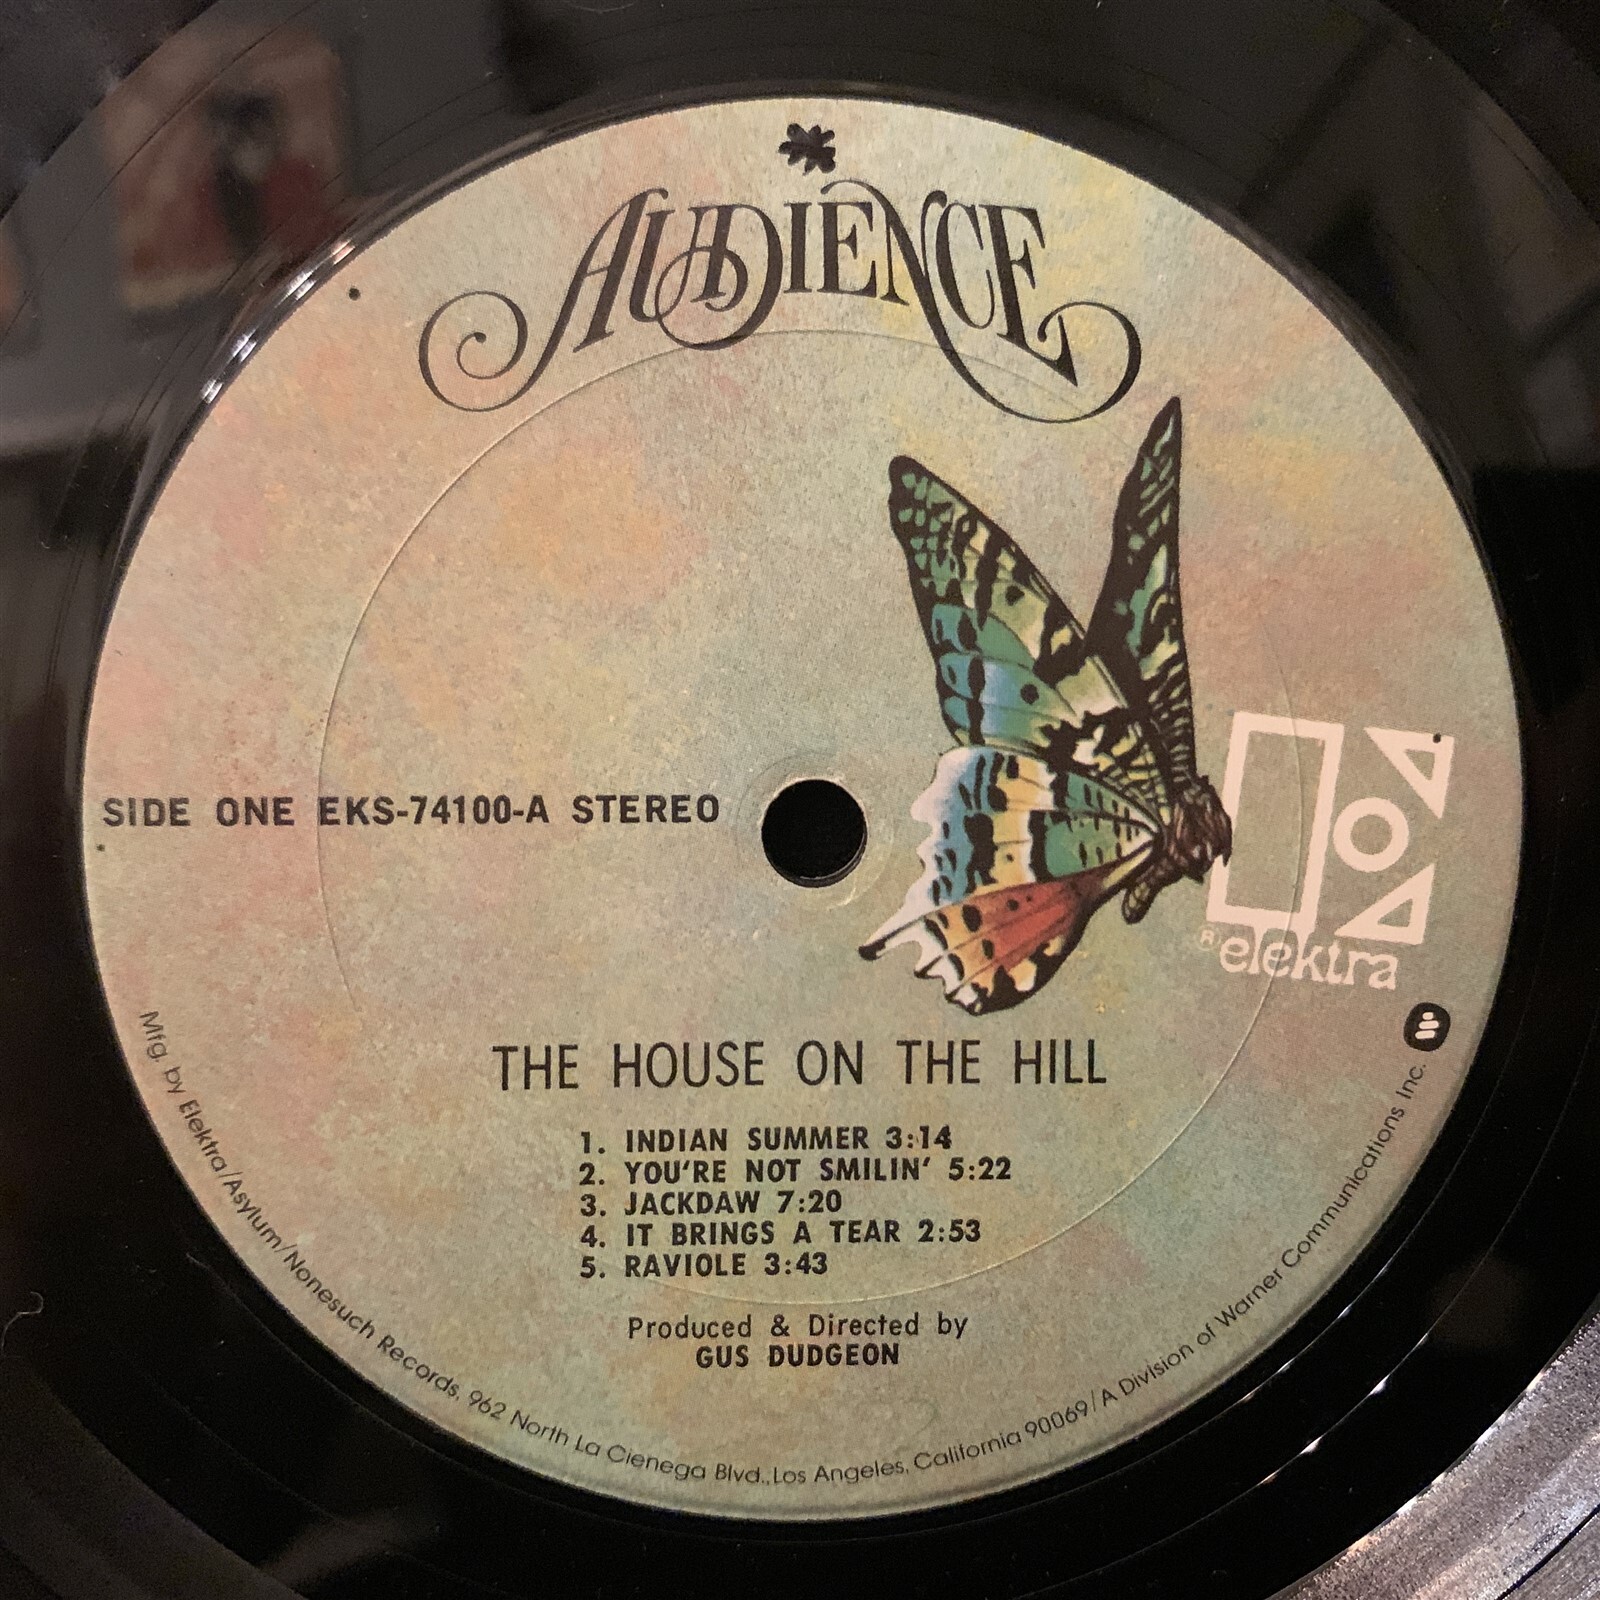 AUDIENCE
SIDE ONE EKS-74100-A STEREO
® elektra
THE HOUSE ON THE HILL
1. INDIAN SUMMER 3:14
2. YOU'RE NOT SMILIN' 5:22
3. JACKDAW 7:20
4. IT BRINGS A TEAR 2:53
5. RAVIOLE 3:43
Produced & Directed by
GUS DUDGEON
Mfg. by Elektra/Asylum/Nonesuch Records, 962 North La Cienega Blvd., Los Angeles, California 90069/A Division of Warner Communications Inc.